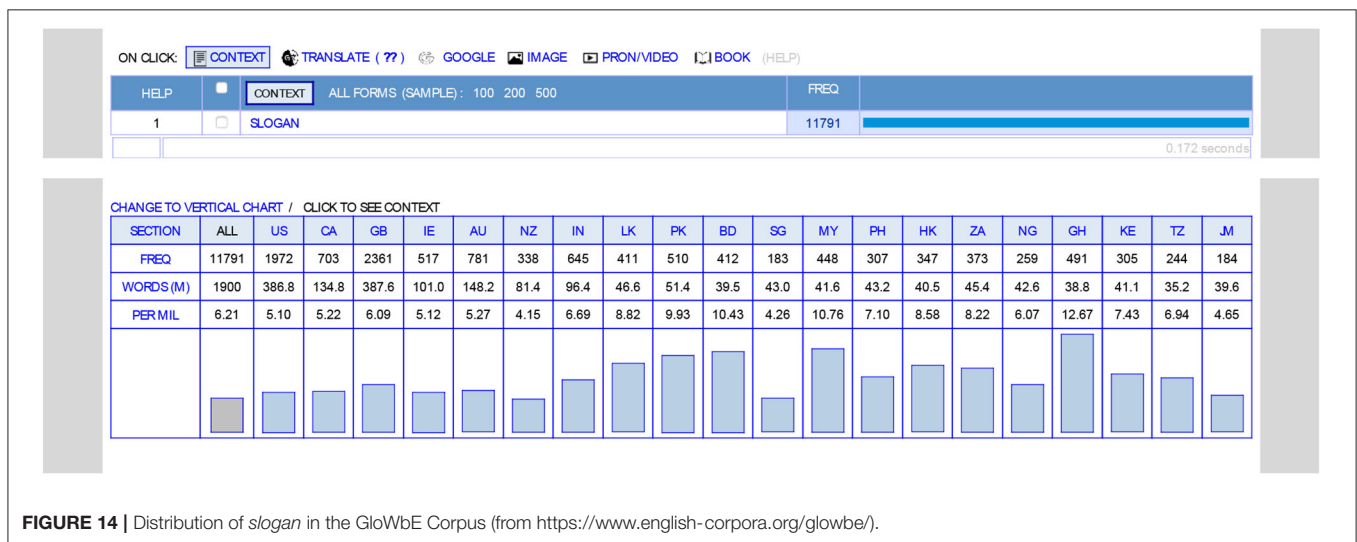 ON CLICK: CONTEXT TRANSLATE ( ?? ) GOOGLE IMAGE PRON/VIDEO BOOK (HELP)
HELP CONTEXT ALL FORMS (SAMPLE) : 100 200 500 FREQ
1 SLOGAN 11791
0.172 seconds
CHANGE TO VERTICAL CHART / CLICK TO SEE CONTEXT
SECTION ALL US CA GB IE AU NZ IN LK PK BD SG MY PH HK ZA NG GH KE TZ JM
FREQ 11791 1972 703 2361 517 781 338 645 411 510 412 183 448 307 347 373 259 491 305 244 184
WORDS (M) 1900 386.8 134.8 387.6 101.0 148.2 81.4 96.4 46.6 51.4 39.5 43.0 41.6 43.2 40.5 45.4 42.6 38.8 41.1 35.2 39.6
PER MIL 6.21 5.10 5.22 6.09 5.12 5.27 4.15 6.69 8.82 9.93 10.43 4.26 10.76 7.10 8.58 8.22 6.07 12.67 7.43 6.94 4.65
FIGURE 14 | Distribution of slogan in the GloWbE Corpus (from https://www.english-corpora.org/glowbe/).